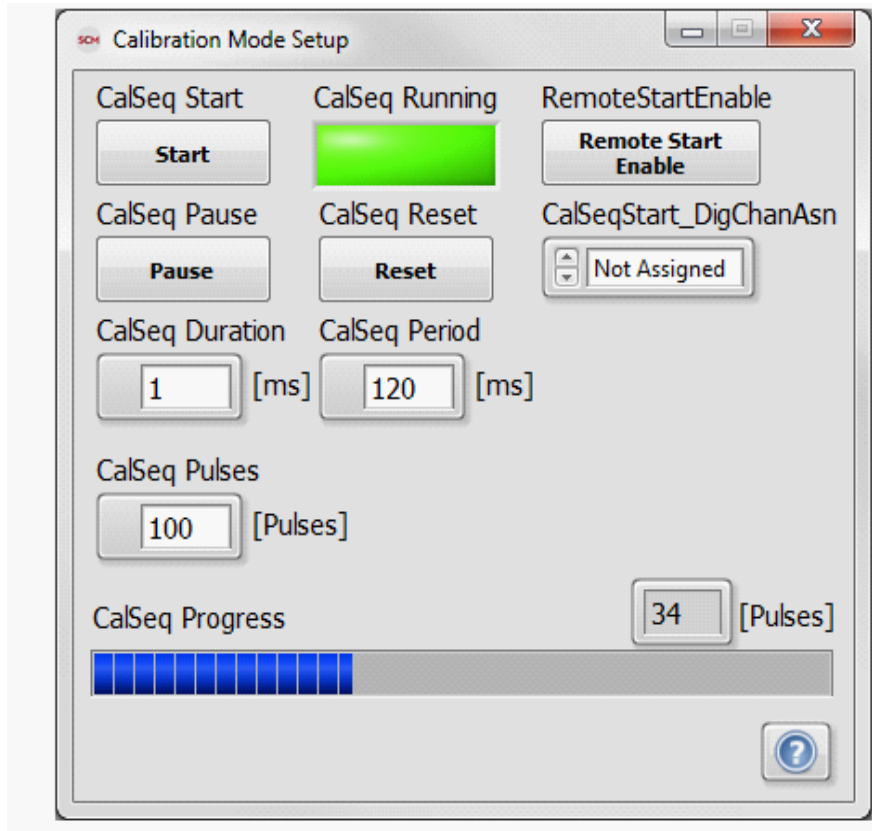 SCM Calibration Mode Setup
CalSeq Start CalSeq Running RemoteStartEnable
Start Remote Start
Enable
CalSeq Pause CalSeq Reset CalSeqStart_DigChanAsn
Pause Reset Not Assigned
CalSeq Duration CalSeq Period
1 [ms] 120 [ms]
CalSeq Pulses
100 [Pulses]
CalSeq Progress 34 [Pulses]
?